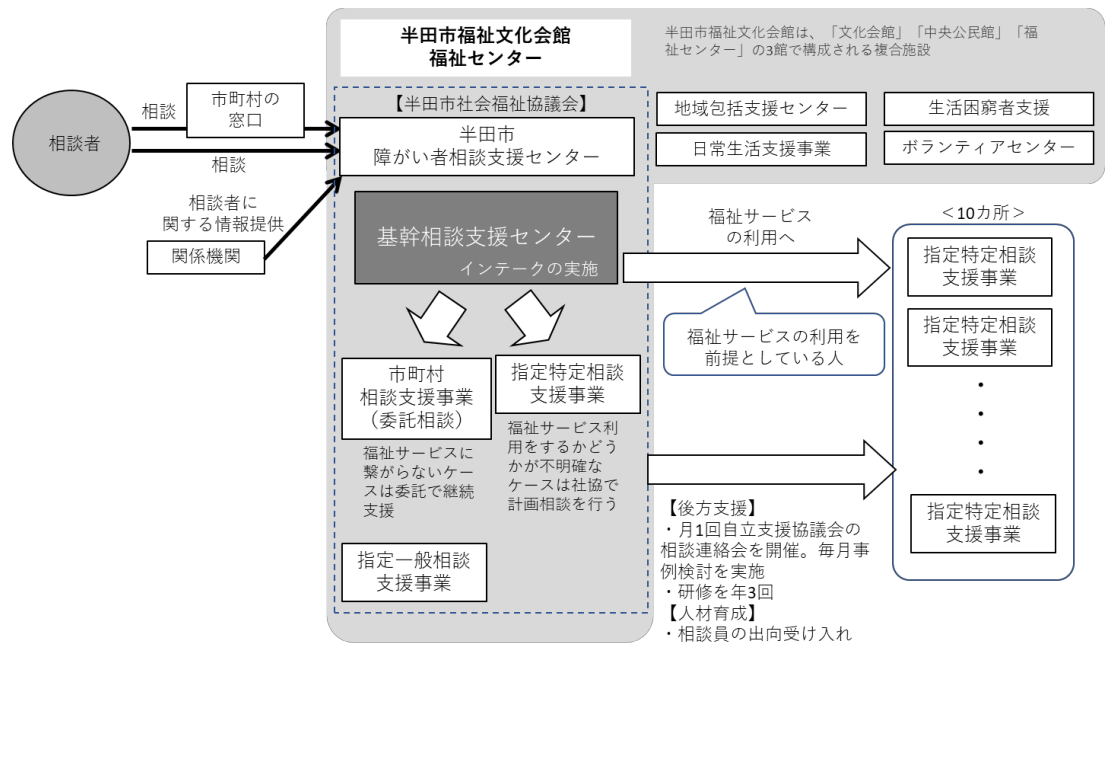 半田市福祉文化会館
福祉センター
半田市福祉文化会館は、「文化会館」「中央公民館」「福
祉センター」の3館で構成される複合施設
【半田市社会福祉協議会】
半田市
障がい者相談支援センター
地域包括支援センター
生活困窮者支援
日常生活支援事業
ボランティアセンター
相談者
相談
市町村の
窓口
相談
相談者に
関する情報提供
関係機関
基幹相談支援センター
インテークの実施
福祉サービス
の利用へ
福祉サービスの利用を
前提としている人
＜10カ所＞
指定特定相談
支援事業
指定特定相談
支援事業
・
・
・
・
指定特定相談
支援事業
市町村
相談支援事業
（委託相談）
福祉サービスに
繋がらないケー
スは委託で継続
支援
指定特定相談
支援事業
福祉サービス利
用をするかどう
かが不明確な
ケースは社協で
計画相談を行う
指定一般相談
支援事業
【後方支援】
・月1回自立支援協議会の
相談連絡会を開催。毎月事
例検討を実施
・研修を年3回
【人材育成】
・相談員の出向受け入れ